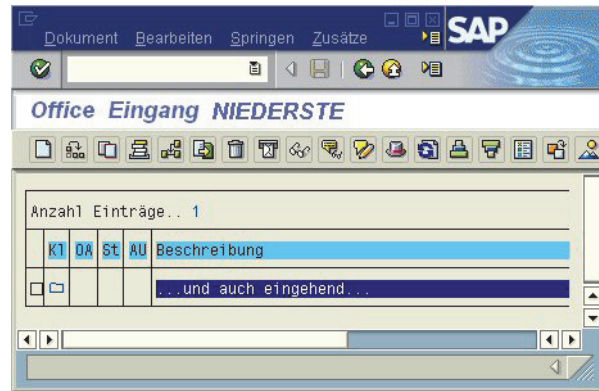 Dokument Bearbeiten Springen Zusätze
SAP
Office Eingang NIEDERSTE
Anzahl Einträge.. 1
Kl OA St AU Beschreibung
...und auch eingehend...